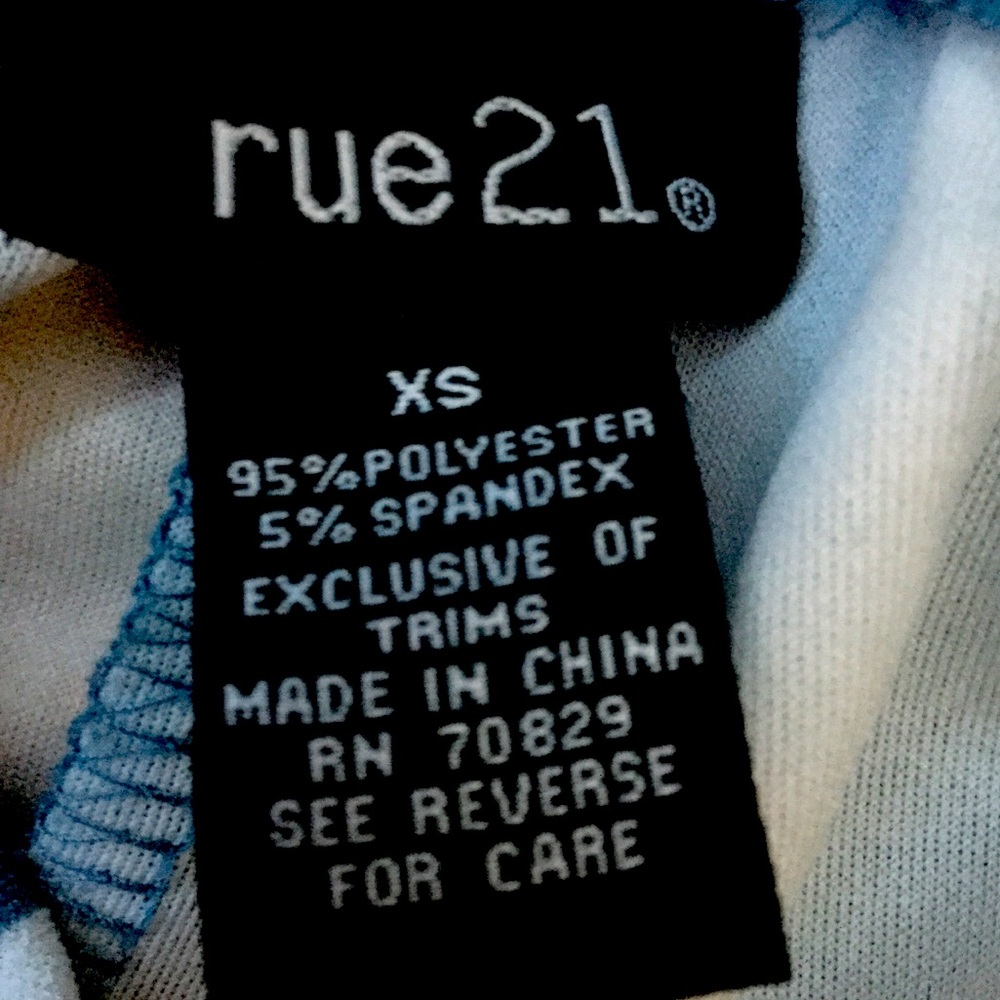 rue21®
XS
95%POLYESTER
5% SPANDEX
EXCLUSIVE OF
TRIMS
MADE IN CHINA
RN 70829
SEE REVERSE
FOR CARE